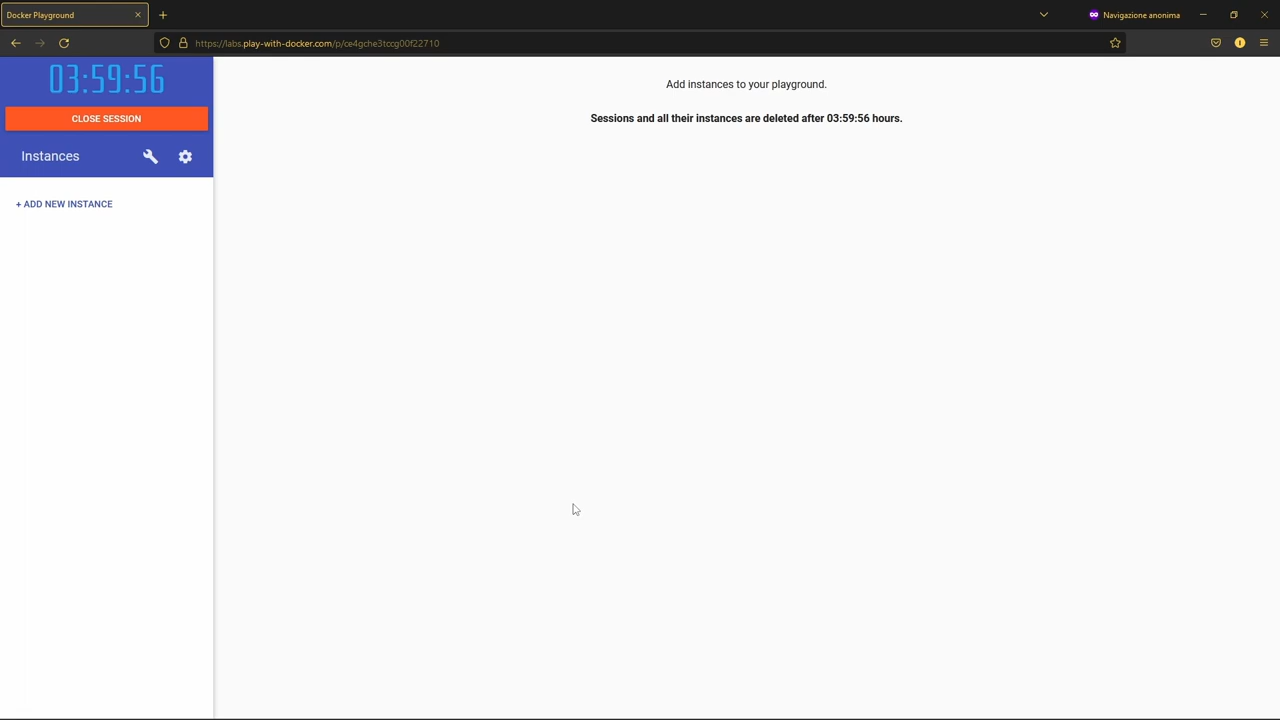 Docker Playground
Navigazione anonima
https://labs.play-with-docker.com/p/ce4gche3tccg00f22710
03:59:56
CLOSE SESSION
Instances
+ ADD NEW INSTANCE
Add instances to your playground.
Sessions and all their instances are deleted after 03:59:56 hours.